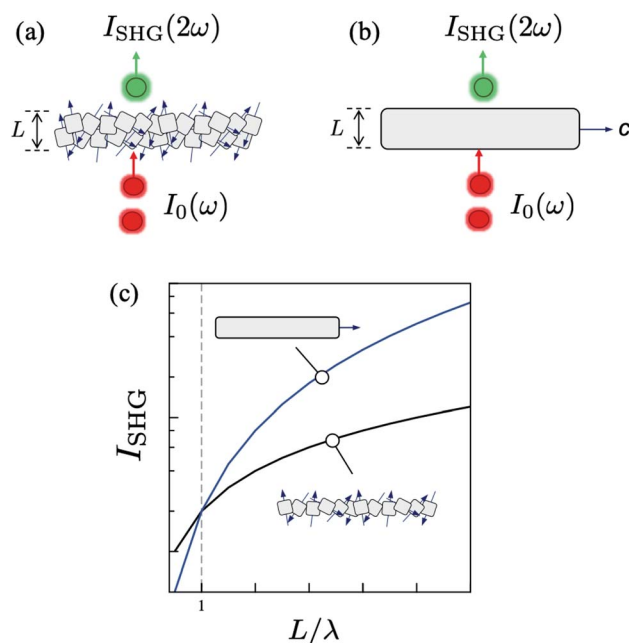 (a)
I_SHG(2ω)
L
I_0(ω)
(b)
I_SHG(2ω)
L
c
I_0(ω)
(c)
I_SHG
1
L/λ